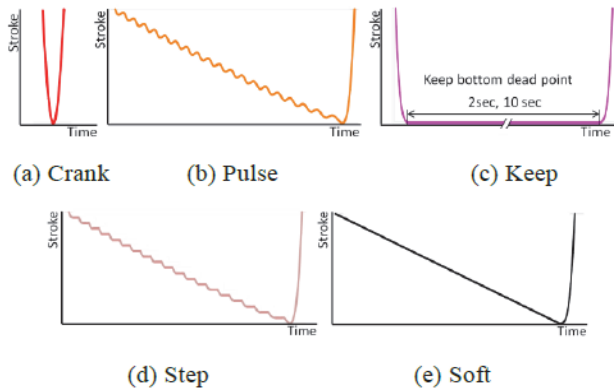 Stroke
Time
(a) Crank
Stroke
Time
(b) Pulse
Stroke
Keep bottom dead point
2sec, 10 sec
Time
(c) Keep
Stroke
Time
(d) Step
Stroke
Time
(e) Soft